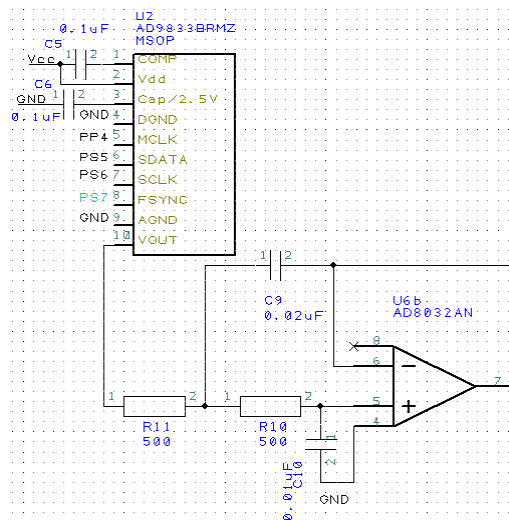 U2
AD9833BRMZ
MSOP
0.1uF
C5
Vcc 1 2 1 COMP
2 Vdd
C6
GND 1 2 3 Cap/2.5V
0.1uF
GND 4 DGND
PP4 5 MCLK
PS5 6 SDATA
PS6 7 SCLK
PS7 8 FSYNC
GND 9 AGND
10 VOUT
1 2
C9
0.02uF
U6b
AD8032AN
8
6 −
7
5 +
4
1 2
R11
500
1 2
R10
500
1
2
C10
0.01uF
GND